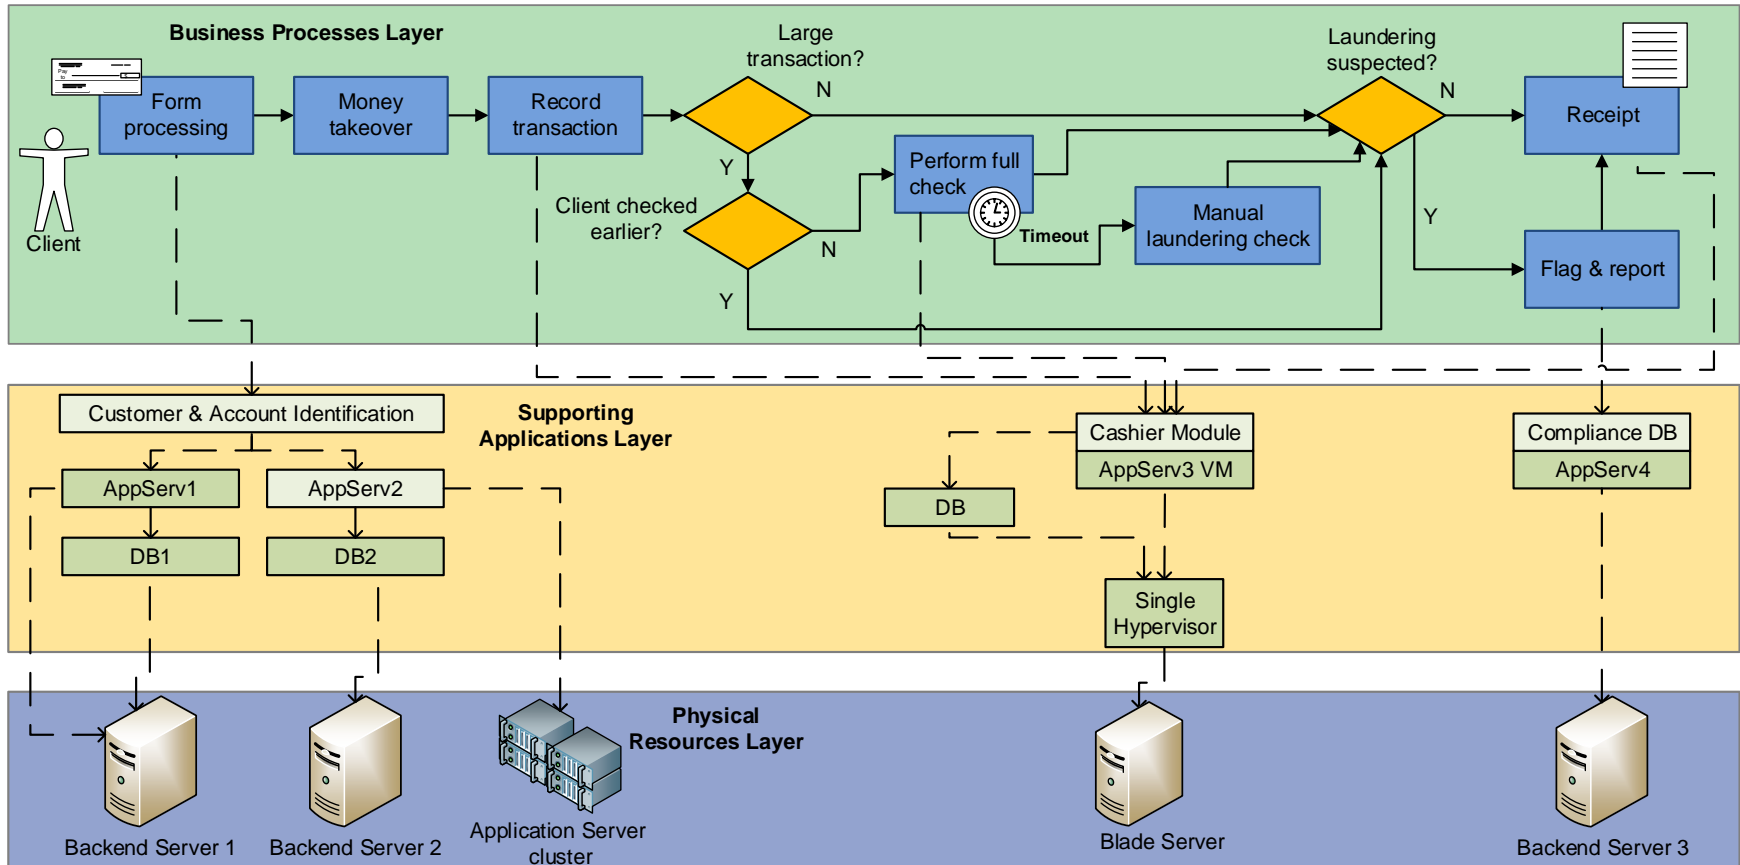 Business Processes Layer
Large
transaction?
Laundering
suspected?
Pay
to
$
Form
processing
Money
takeover
Record
transaction
N
N
Receipt
Y
Perform full
check
Client
Client checked
earlier?
N
Timeout
Manual
laundering check
Y
Flag & report
Y
Customer & Account Identification
Supporting
Applications Layer
Cashier Module
AppServ3 VM
Compliance DB
AppServ4
AppServ1
AppServ2
DB
DB1
DB2
Single
Hypervisor
Physical
Resources Layer
Backend Server 1
Backend Server 2
Application Server
cluster
Blade Server
Backend Server 3